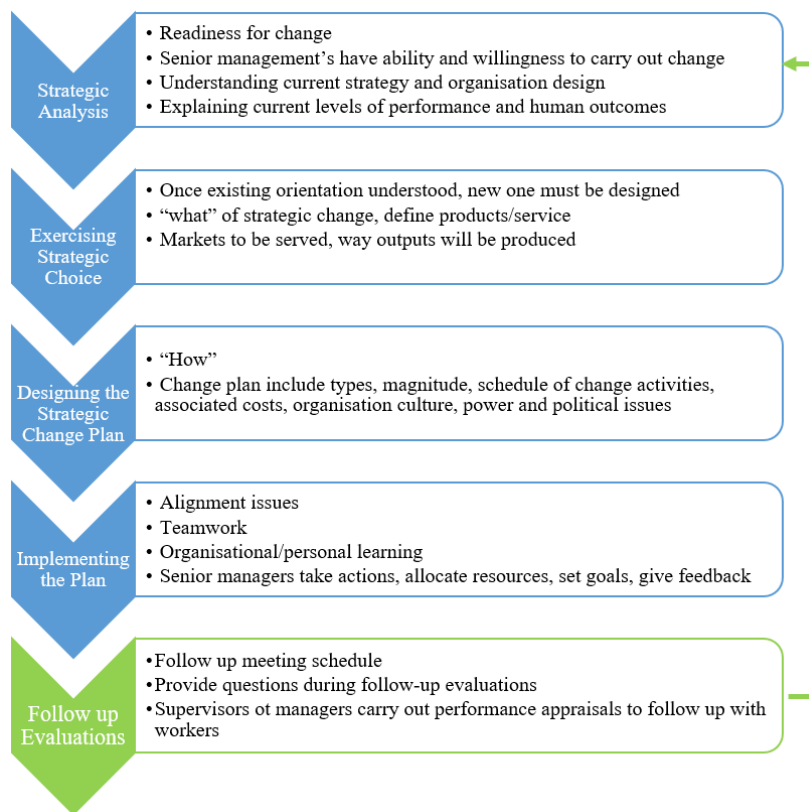 Strategic
Analysis
• Readiness for change
• Senior management’s have ability and willingness to carry out change
• Understanding current strategy and organisation design
• Explaining current levels of performance and human outcomes
Exercising
Strategic
Choice
• Once existing orientation understood, new one must be designed
• “what” of strategic change, define products/service
• Markets to be served, way outputs will be produced
Designing the
Strategic
Change Plan
• “How”
• Change plan include types, magnitude, schedule of change activities,
associated costs, organisation culture, power and political issues
Implementing
the Plan
• Alignment issues
• Teamwork
• Organisational/personal learning
• Senior managers take actions, allocate resources, set goals, give feedback
Follow up
Evaluations
•Follow up meeting schedule
•Provide questions during follow-up evaluations
•Supervisors ot managers carry out performance appraisals to follow up with
workers